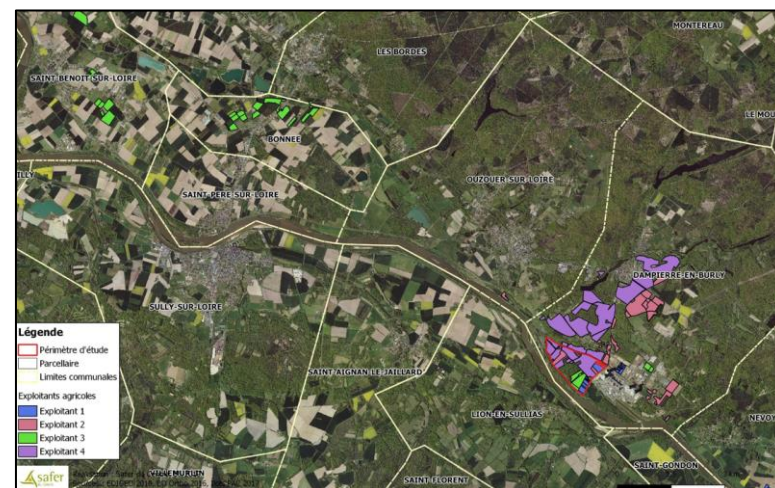 MONTEREAU
LES BORDES
SAINT-BENOIT-SUR-LOIRE
LE MOU
BONNEE
ILLY
OUZOUER-SUR-LOIRE
SAINT-PERE-SUR-LOIRE
DAMPIERRE-EN-BURLY
SULLY-SUR-LOIRE
SAINT-AIGNAN-LE-JAILLARD
LION-EN-SULLIAS
NEVOY
SAINT-GONDON
VILLEMURLIN
SAINT-FLORENT
Légende
Périmètre d'étude
Parcellaire
Limites communales
Exploitants agricoles
Exploitant 1
Exploitant 2
Exploitant 3
Exploitant 4
safer